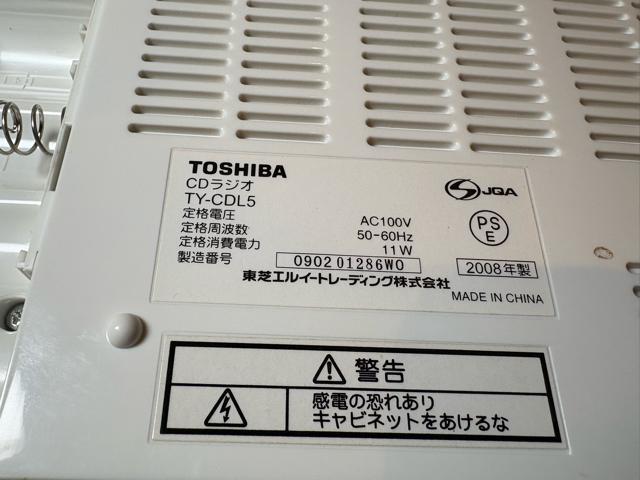 TOSHIBA
CDラジオ
TY-CDL5
定格電圧 AC100V
定格周波数 50-60Hz
定格消費電力 11W
製造番号 090201286W0
東芝エルイートレーディング株式会社
JQA
PS
E
2008年製
MADE IN CHINA
警告
感電の恐れあり
キャビネットをあけるな